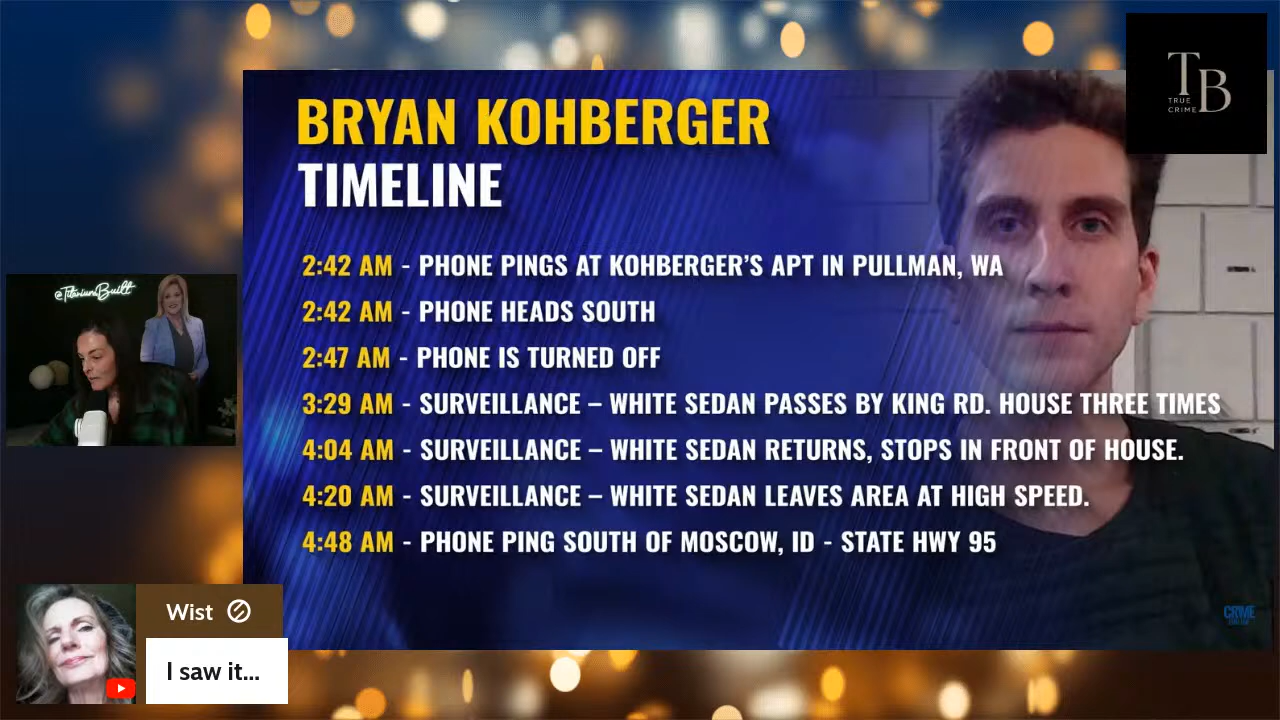 TB
TRUE
CRIME
BRYAN KOHBERGER
TIMELINE
2:42 AM - PHONE PINGS AT KOHBERGER'S APT IN PULLMAN, WA
2:42 AM - PHONE HEADS SOUTH
2:47 AM - PHONE IS TURNED OFF
3:29 AM - SURVEILLANCE – WHITE SEDAN PASSES BY KING RD. HOUSE THREE TIMES
4:04 AM - SURVEILLANCE – WHITE SEDAN RETURNS, STOPS IN FRONT OF HOUSE.
4:20 AM - SURVEILLANCE – WHITE SEDAN LEAVES AREA AT HIGH SPEED.
4:48 AM - PHONE PING SOUTH OF MOSCOW, ID - STATE HWY 95
@TitaniumBuilt
CRIME
Wist
I saw it...